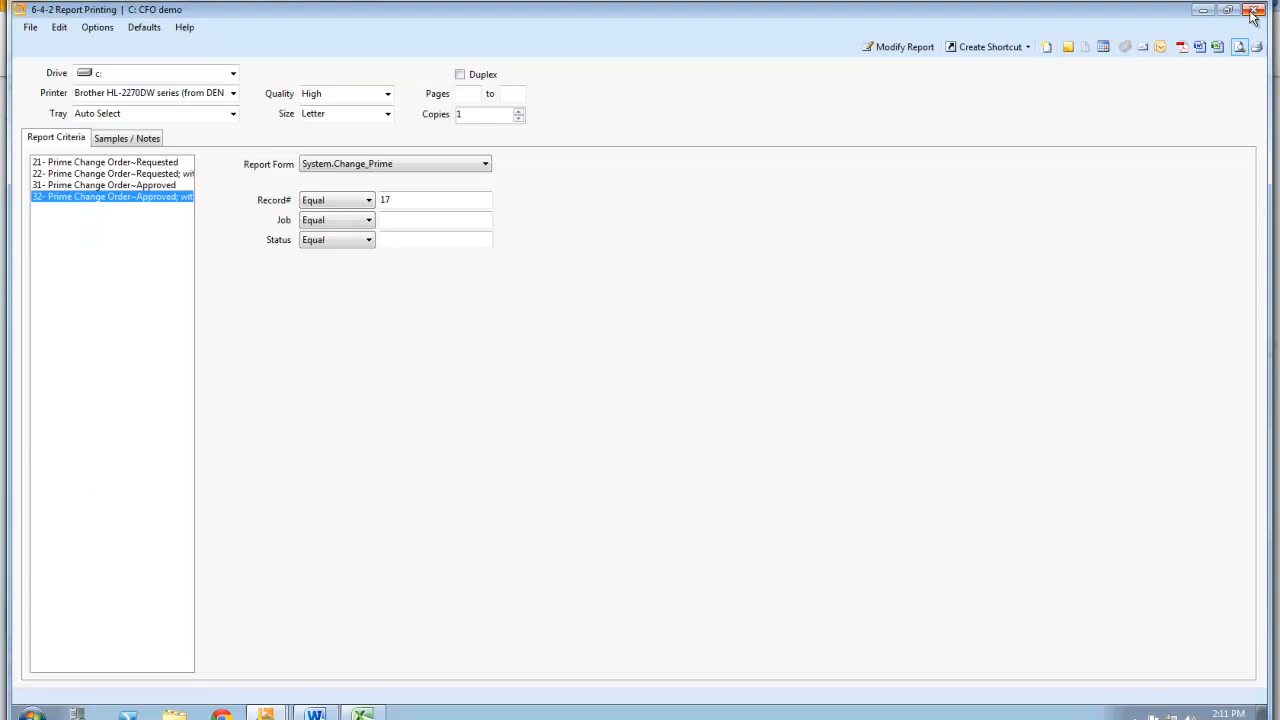 6-4-2 Report Printing | C: CFO demo
File Edit Options Defaults Help
Modify Report Create Shortcut
Drive c: Duplex
Printer Brother HL-2270DW series (from DEN Quality High Pages to
Tray Auto Select Size Letter Copies 1
Report Criteria Samples / Notes
21- Prime Change Order~Requested
22- Prime Change Order~Requested; wit
31- Prime Change Order~Approved
32- Prime Change Order~Approved; wit
Report Form System.Change_Prime
Record# Equal 17
Job Equal
Status Equal
2:11 PM